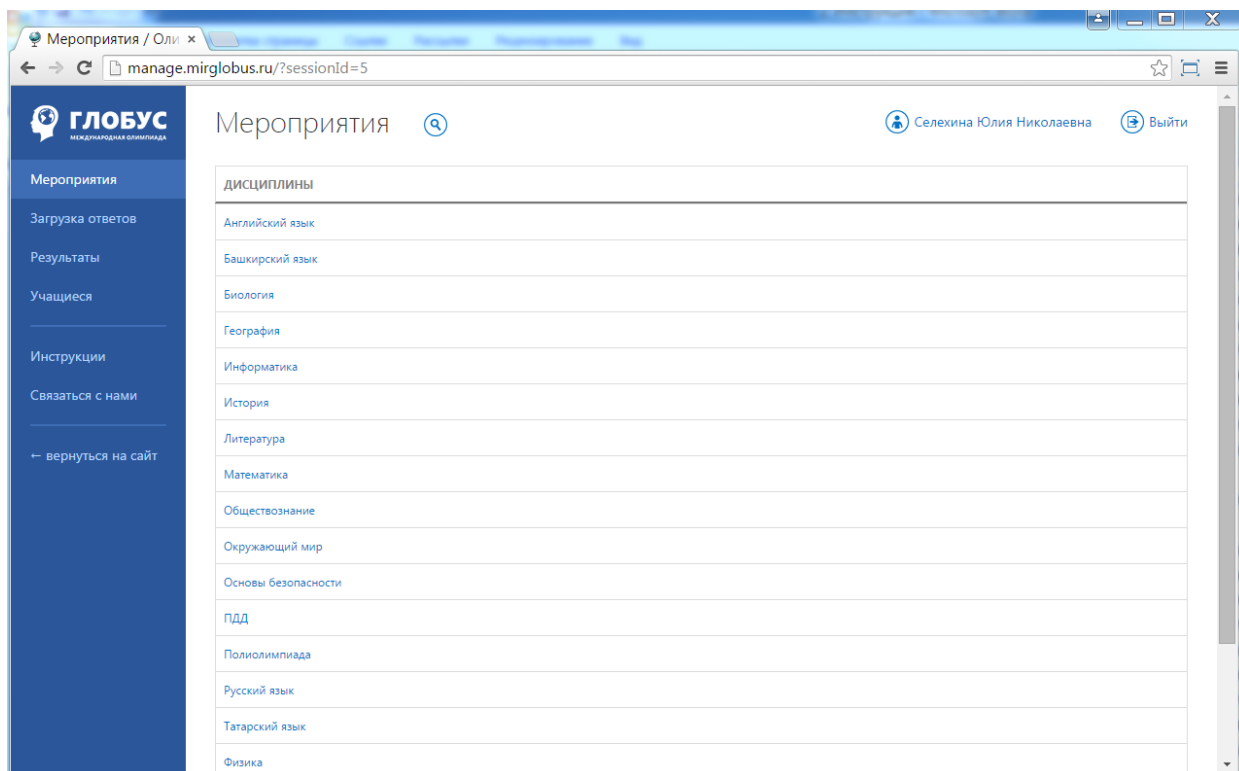 Мероприятия / Оли
manage.mirglobus.ru/?sessionId=5
ГЛОБУС
МЕЖДУНАРОДНАЯ ОЛИМПИАДА
Мероприятия
Селехина Юлия Николаевна
Выйти
Мероприятия
Загрузка ответов
Результаты
Учащиеся
Инструкции
Связаться с нами
← вернуться на сайт
ДИСЦИПЛИНЫ
Английский язык
Башкирский язык
Биология
География
Информатика
История
Литература
Математика
Обществознание
Окружающий мир
Основы безопасности
ПДД
Полиолимпиада
Русский язык
Татарский язык
Физика